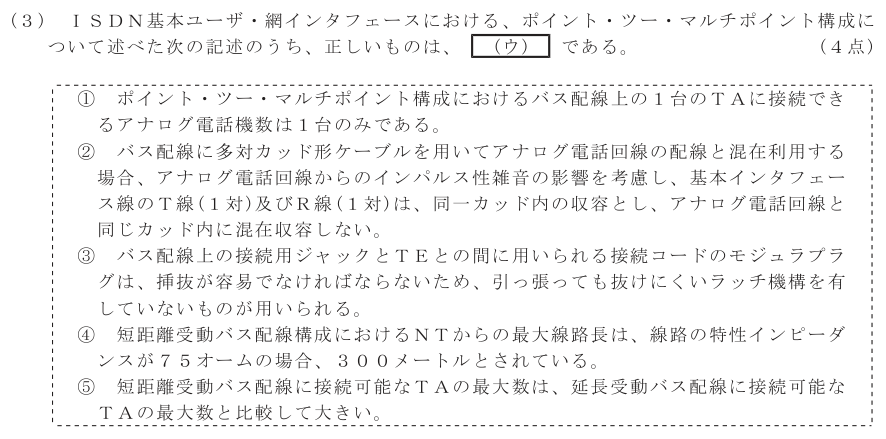 (3) ＩＳＤＮ基本ユーザ・網インタフェースにおける、ポイント・ツー・マルチポイント構成に
ついて述べた次の記述のうち、正しいものは、 (ウ) である。 (４点)
① ポイント・ツー・マルチポイント構成におけるバス配線上の１台のＴＡに接続でき
るアナログ電話機数は１台のみである。
② バス配線に多対カッド形ケーブルを用いてアナログ電話回線の配線と混在利用する
場合、アナログ電話回線からのインパルス性雑音の影響を考慮し、基本インタフェー
ス線のＴ線(１対)及びＲ線(１対)は、同一カッド内の収容とし、アナログ電話回線と
同じカッド内に混在収容しない。
③ バス配線上の接続用ジャックとＴＥとの間に用いられる接続コードのモジュラプラ
グは、挿抜が容易でなければならないため、引っ張っても抜けにくいラッチ機構を有
していないものが用いられる。
④ 短距離受動バス配線構成におけるＮＴからの最大線路長は、線路の特性インピーダ
ンスが７５オームの場合、３００メートルとされている。
⑤ 短距離受動バス配線に接続可能なＴＡの最大数は、延長受動バス配線に接続可能な
ＴＡの最大数と比較して大きい。